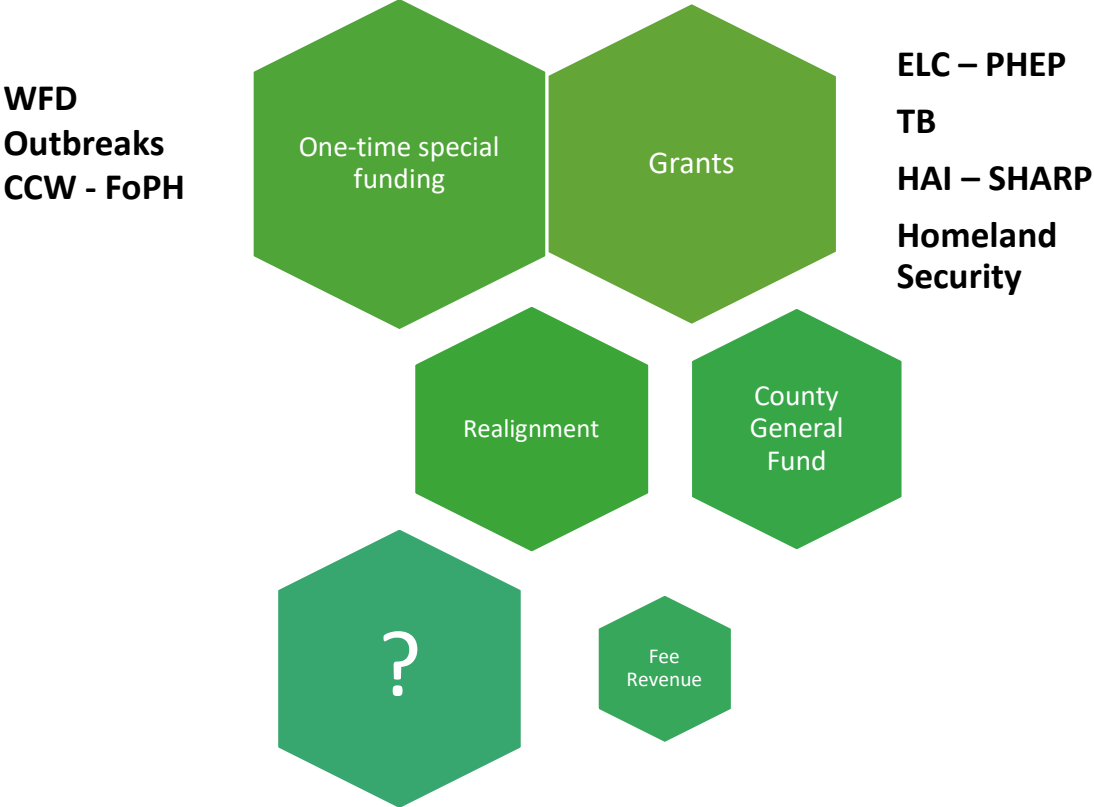 WFD
Outbreaks
CCW - FoPH
One-time special
funding
Grants
ELC – PHEP
TB
HAI – SHARP
Homeland
Security
Realignment
County
General
Fund
?
Fee
Revenue